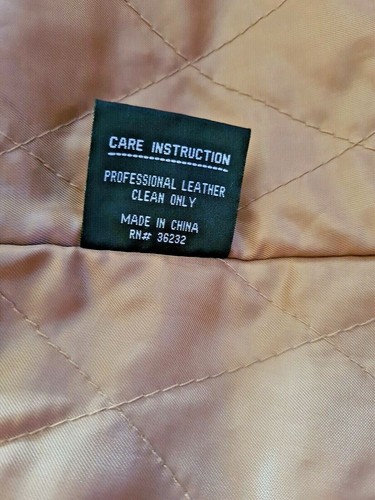 CARE INSTRUCTION
PROFESSIONAL LEATHER
CLEAN ONLY
MADE IN CHINA
RN# 36232